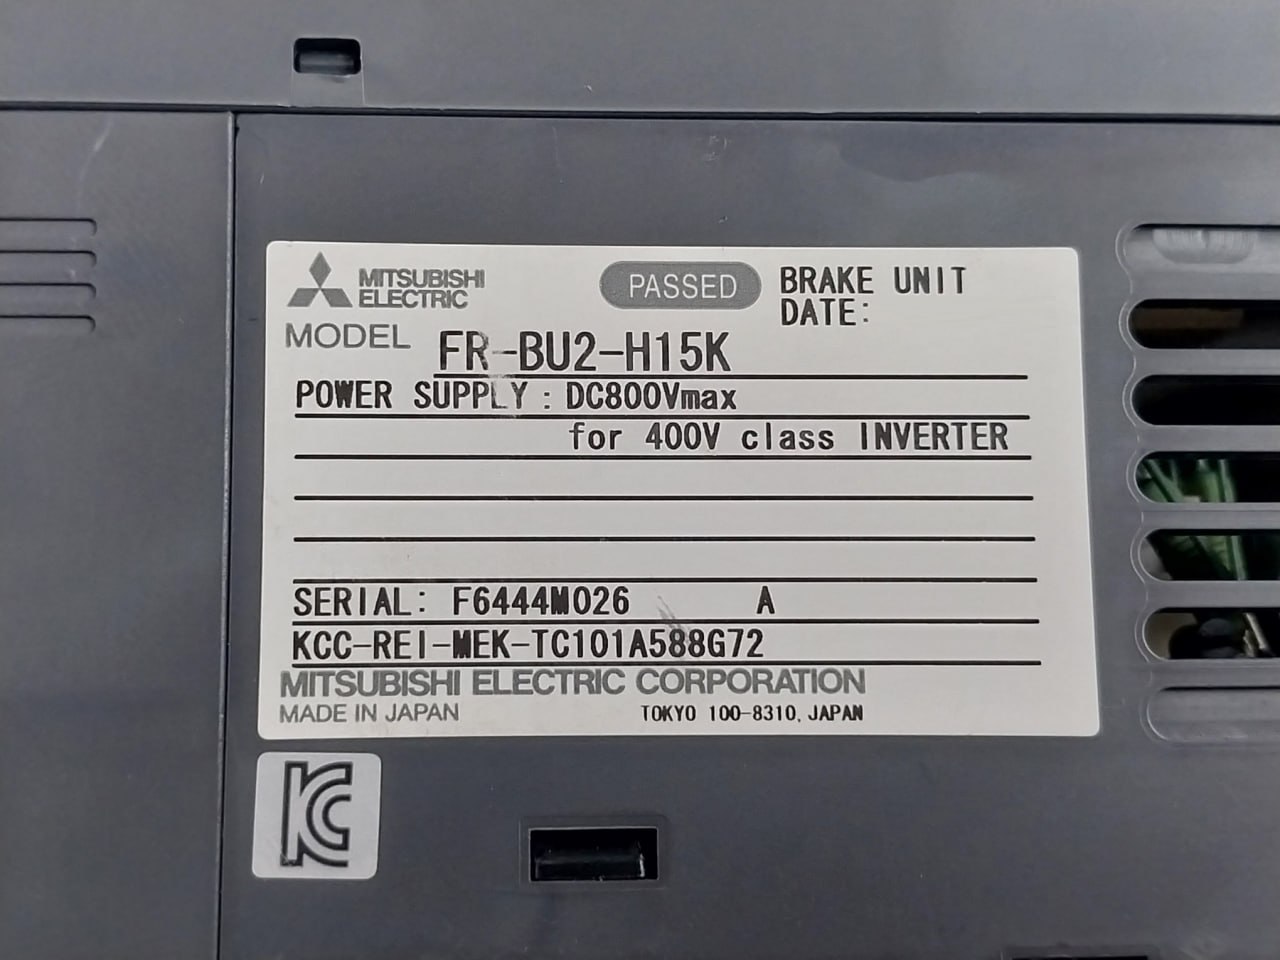 MITSUBISHI
ELECTRIC
PASSED
BRAKE UNIT
DATE:
MODEL FR-BU2-H15K
POWER SUPPLY : DC800Vmax
for 400V class INVERTER
SERIAL: F6444M026 A
KCC-REI-MEK-TC101A588G72
MITSUBISHI ELECTRIC CORPORATION
MADE IN JAPAN TOKYO 100-8310, JAPAN
KC